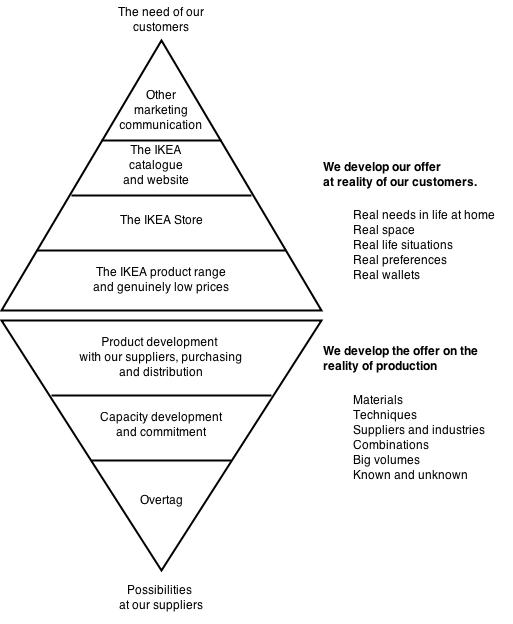 The need of our
customers
Other
marketing
communication
The IKEA
catalogue
and website
The IKEA Store
The IKEA product range
and genuinely low prices
We develop our offer
at reality of our customers.
Real needs in life at home
Real space
Real life situations
Real preferences
Real wallets
Product development
with our suppliers, purchasing
and distribution
Capacity development
and commitment
Overtag
We develop the offer on the
reality of production
Materials
Techniques
Suppliers and industries
Combinations
Big volumes
Known and unknown
Possibilities
at our suppliers